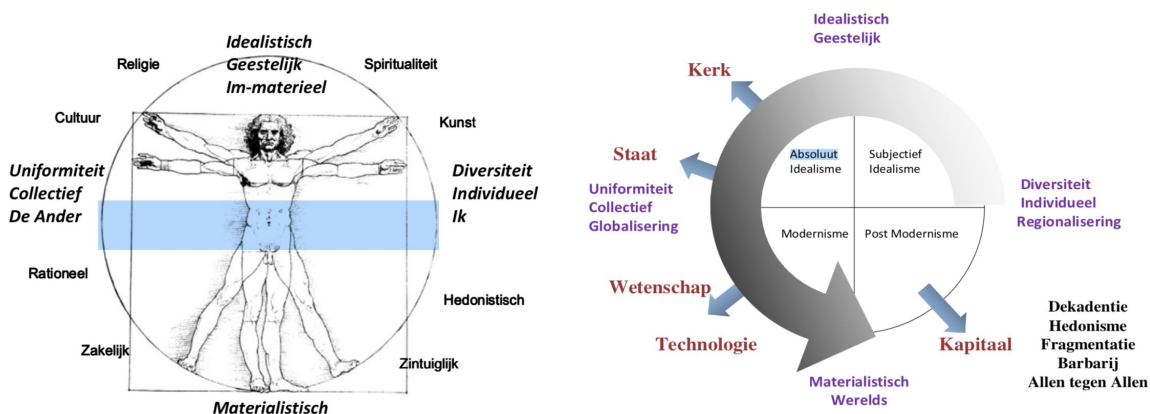 Idealistisch
Geestelijk
Im-materieel
Religie
Spiritualiteit
Cultuur
Kunst
Uniformiteit
Collectief
De Ander
Diversiteit
Individueel
Ik
Rationeel
Hedonistisch
Zakelijk
Zintuiglijk
Materialistisch
Idealistisch
Geestelijk
Kerk
Staat
Absoluut
Idealisme
Subjectief
Idealisme
Uniformiteit
Collectief
Globalisering
Diversiteit
Individueel
Regionalisering
Modernisme
Post Modernisme
Wetenschap
Technologie
Kapitaal
Dekadentie
Hedonisme
Fragmentatie
Barbarij
Allen tegen Allen
Materialistisch
Werelds